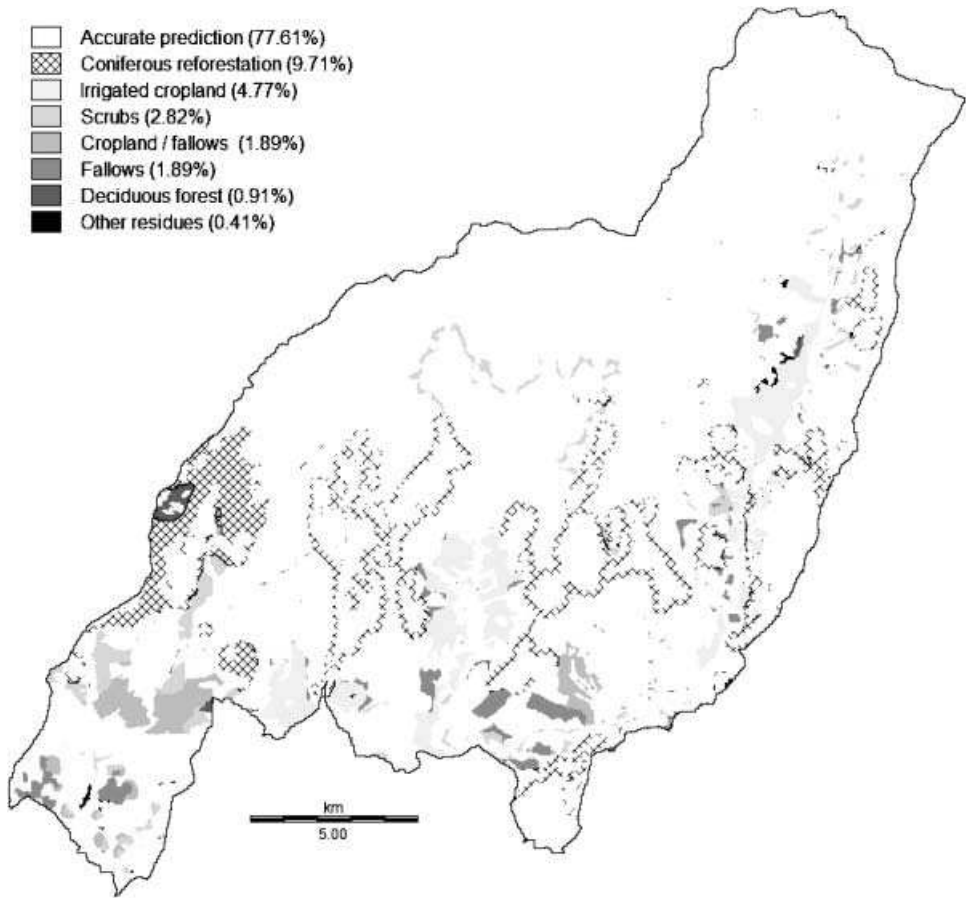 Accurate prediction (77.61%)
Coniferous reforestation (9.71%)
Irrigated cropland (4.77%)
Scrubs (2.82%)
Cropland / fallows (1.89%)
Fallows (1.89%)
Deciduous forest (0.91%)
Other residues (0.41%)
km
5.00